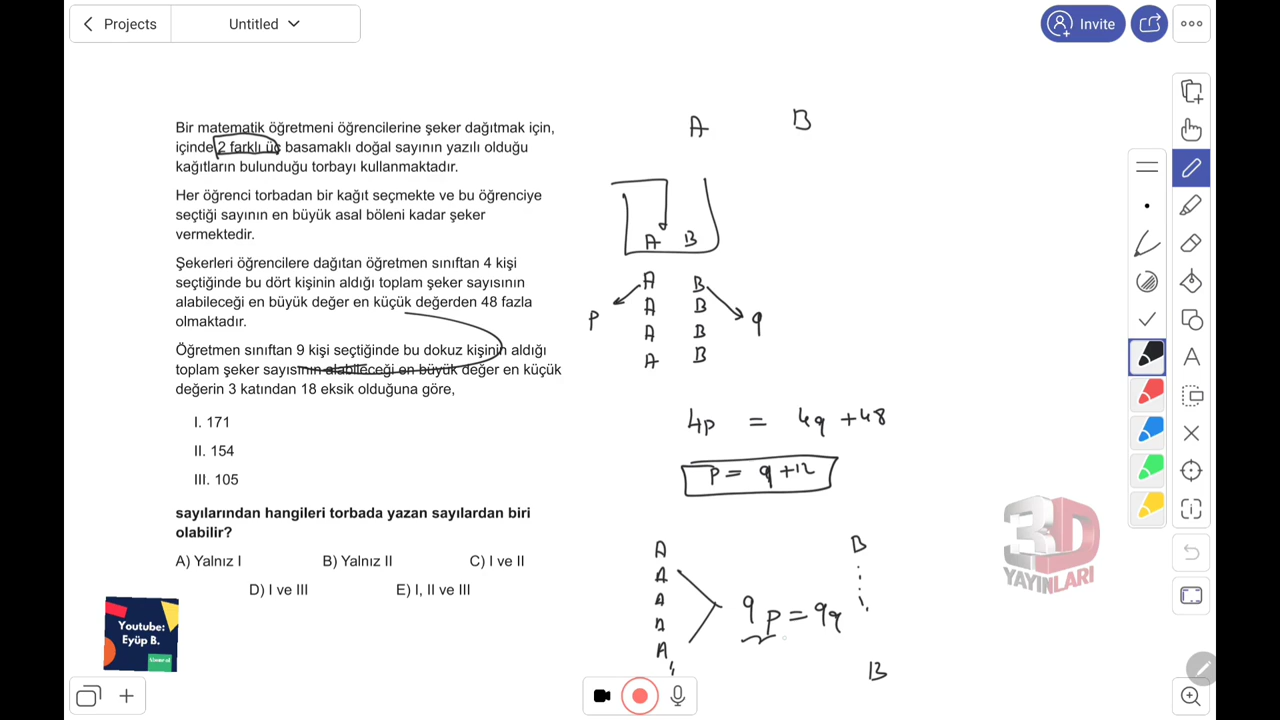 Projects
Untitled
Invite
Bir matematik öğretmeni öğrencilerine şeker dağıtmak için,
içinde 2 farklı üç basamaklı doğal sayının yazılı olduğu
kağıtların bulunduğu torbayı kullanmaktadır.
Her öğrenci torbadan bir kağıt seçmekte ve bu öğrenciye
seçtiği sayının en büyük asal böleni kadar şeker
vermektedir.
Şekerleri öğrencilere dağıtan öğretmen sınıftan 4 kişi
seçtiğinde bu dört kişinin aldığı toplam şeker sayısının
alabileceği en büyük değer en küçük değerden 48 fazla
olmaktadır.
Öğretmen sınıftan 9 kişi seçtiğinde bu dokuz kişinin aldığı
toplam şeker sayısının alabileceği en büyük değer en küçük
değerin 3 katından 18 eksik olduğuna göre,
I. 171
II. 154
III. 105
sayılarından hangileri torbada yazan sayılardan biri
olabilir?
A) Yalnız I B) Yalnız II C) I ve II
D) I ve III E) I, II ve III
A B
A B
A B
A B
A B
A B
p q
4p = 4q +48
p = q +12
A B
A
A
A
A
9p = 9q
B
3D
YAYINLARI
Youtube:
Eyüp B.
A